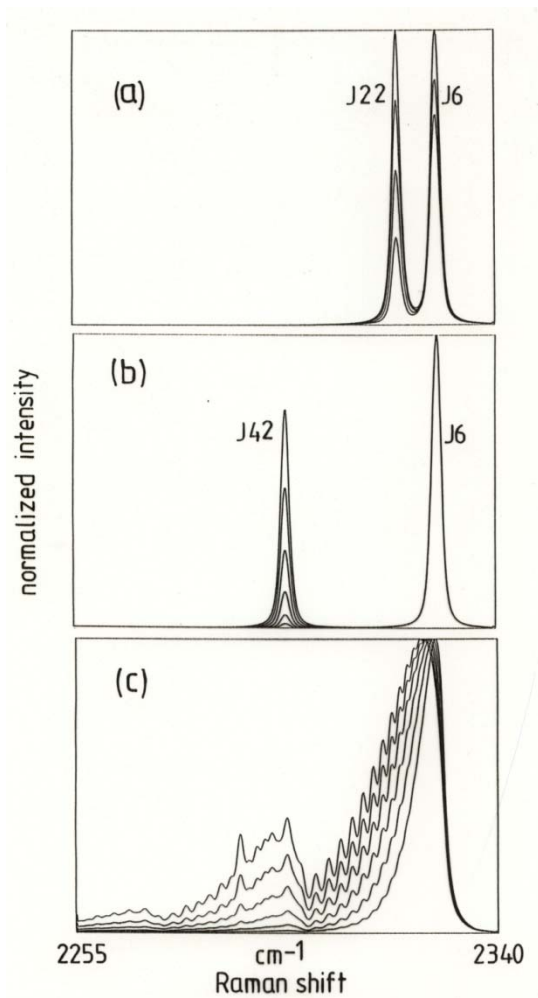 (a)
J22
J6
(b)
J42
J6
(c)
normalized intensity
2255
cm-1
2340
Raman shift